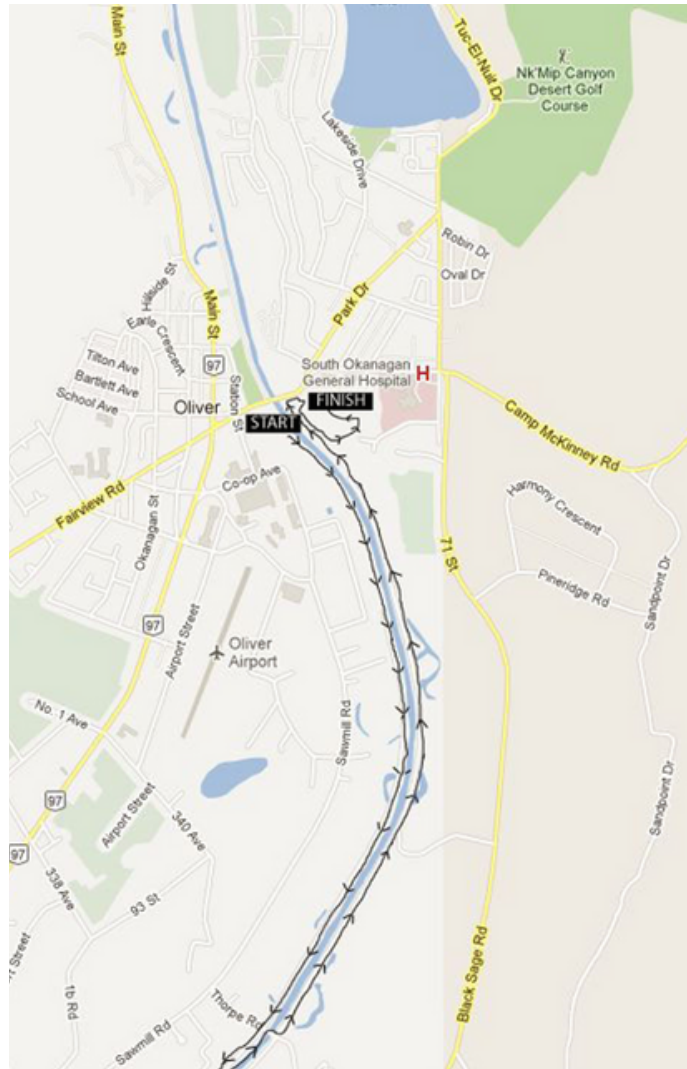 Main St
Tuc-El-Nuit Dr
Nk'Mip Canyon
Desert Golf
Course
Lakeside Drive
Robin Dr
Oval Dr
Park Dr
Hillside St
Earle Crescent
Main St
97
Tilton Ave
Bartlett Ave
School Ave
Oliver
Station St
South Okanagan
General Hospital
H
FINISH
START
Camp McKinney Rd
Fairview Rd
Co-op Ave
Okanagan St
Harmony Crescent
71 St
Pineridge Rd
Sandpoint Dr
97
Airport Street
Oliver
Airport
No. 1 Ave
Sawmill Rd
Sandpoint Dr
97
Airport Street
340 Ave
97
338 Ave
93 St
Street
1b Rd
Black Sage Rd
Thorpe Rd
Sawmill Rd